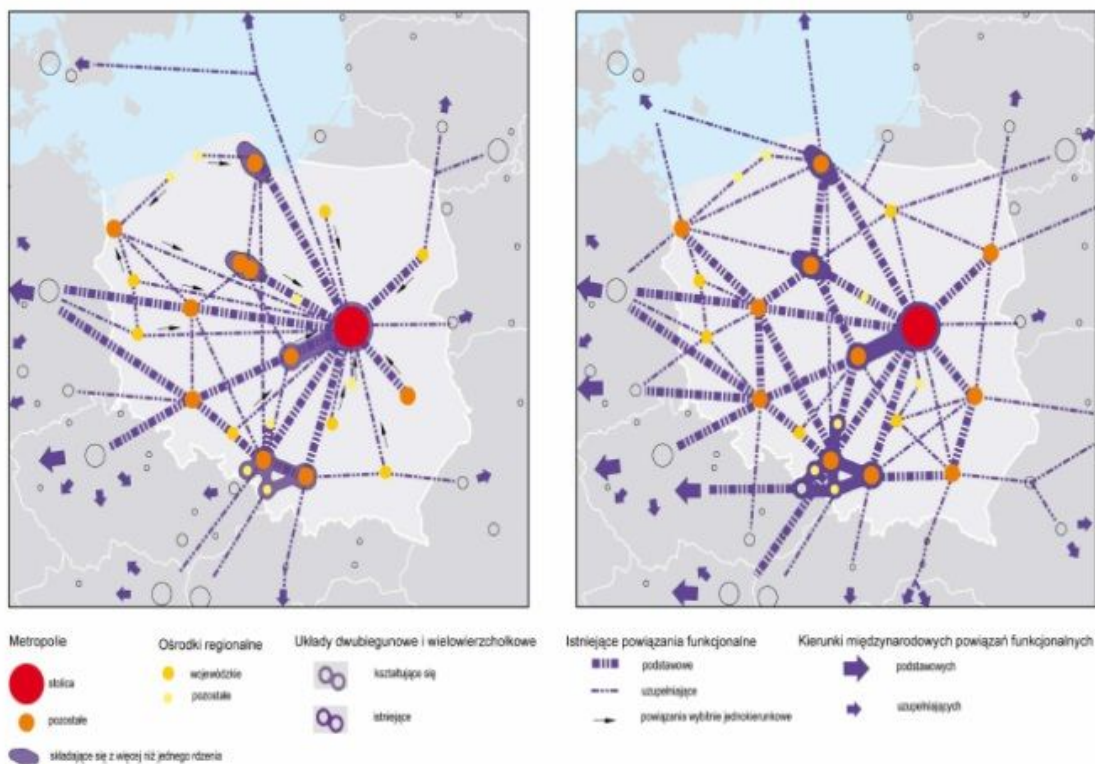 Metropolie
stolica
pozostałe
składające się z więcej niż jednego rdzenia
Ośrodki regionalne
wojewódzkie
pozostałe
Układy dwubiegunowe i wielowierzchołkowe
kształtujące się
istniejące
Istniejące powiązania funkcjonalne
podstawowe
uzupełniające
powiązania wybitnie jednokierunkowe
Kierunki międzynarodowych powiązań funkcjonalnych
podstawowych
uzupełniających